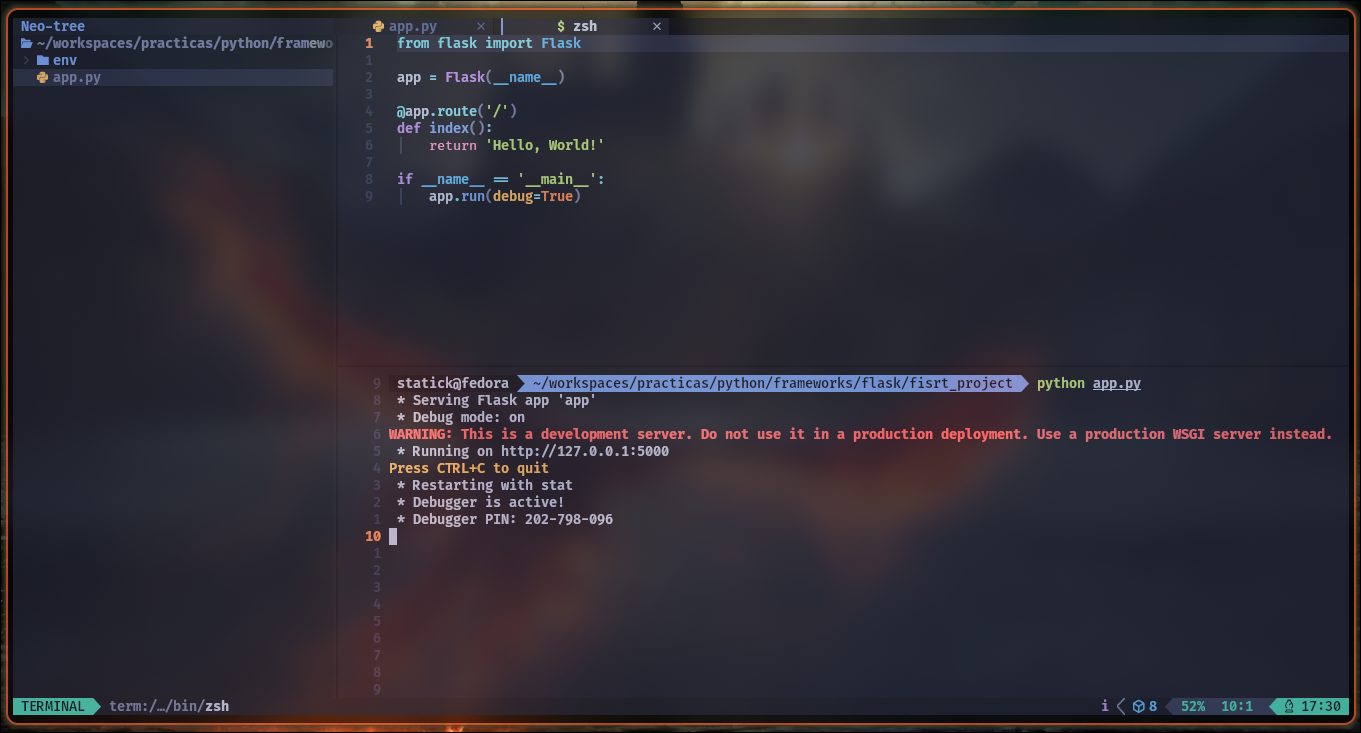 Neo-tree
~/workspaces/practicas/python/framewo
env
app.py
app.py × $ zsh ×
1 from flask import Flask
1
2 app = Flask(__name__)
3
4 @app.route('/')
5 def index():
6 return 'Hello, World!'
7
8 if __name__ == '__main__':
9 app.run(debug=True)
9 statick@fedora ~/workspaces/practicas/python/frameworks/flask/fisrt_project python app.py
8 * Serving Flask app 'app'
7 * Debug mode: on
6 WARNING: This is a development server. Do not use it in a production deployment. Use a production WSGI server instead.
5 * Running on http://127.0.0.1:5000
4 Press CTRL+C to quit
3 * Restarting with stat
2 * Debugger is active!
1 * Debugger PIN: 202-798-096
10
1
2
3
4
5
6
7
8
9
TERMINAL term:/…/bin/zsh i 8 52% 10:1 17:30